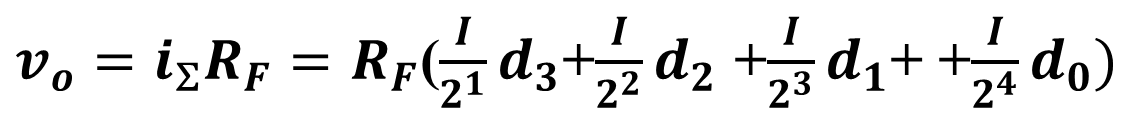 v_o = i_Σ R_F = R_F(I/2^1 d_3 + I/2^2 d_2 + I/2^3 d_1 + + I/2^4 d_0)